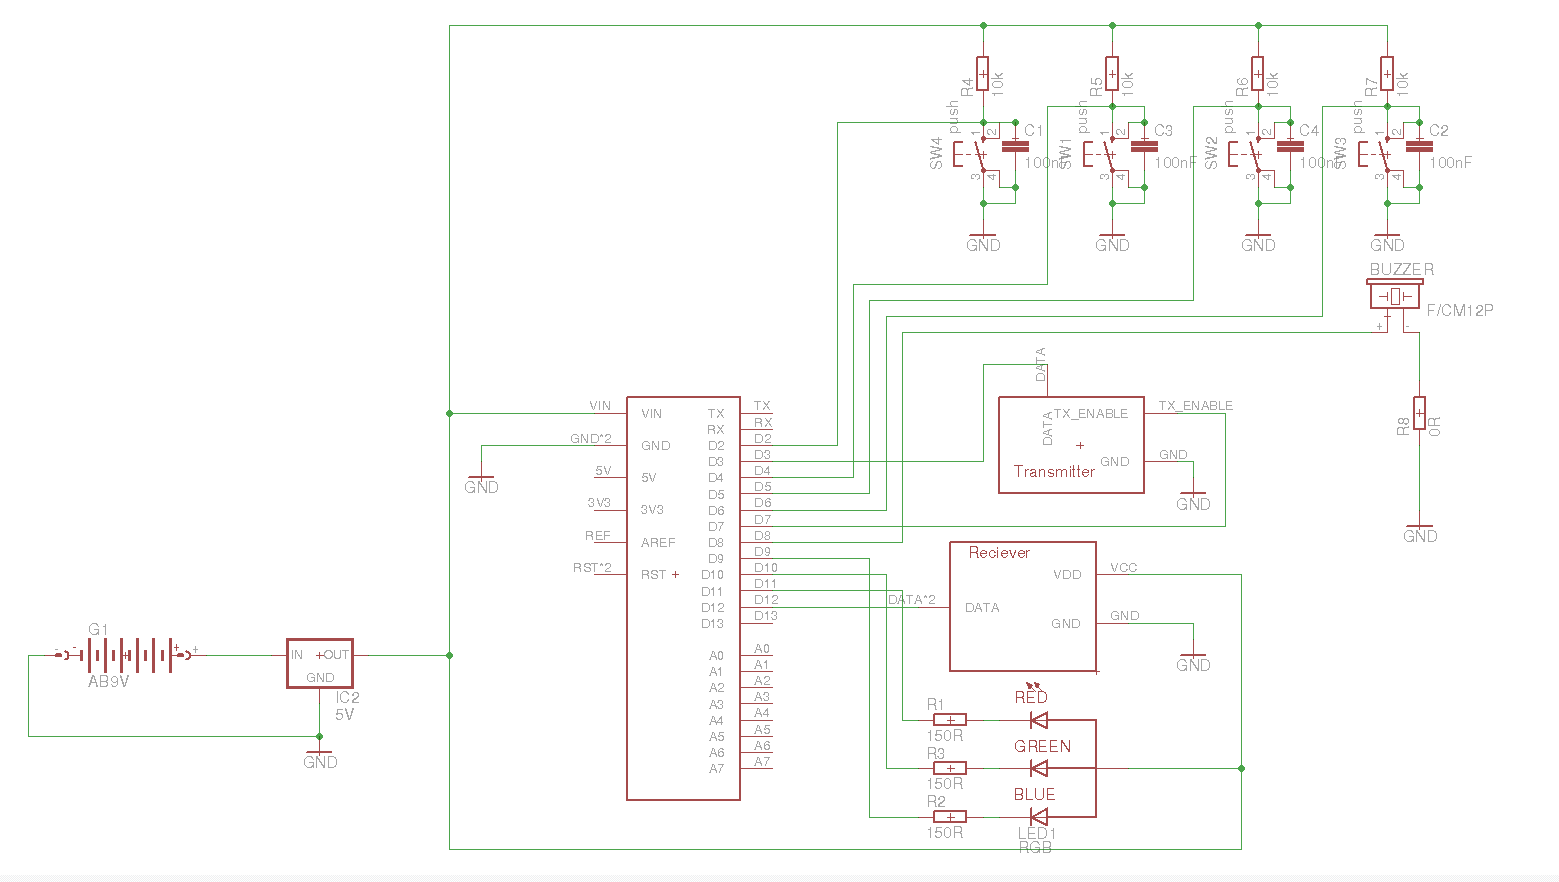 R4
10k
R5
10k
R6
10k
R7
10k
push
SW4
1
2
3
4
C1
100nF
push
SW1
1
2
3
4
C3
100nF
push
SW2
1
2
3
4
C4
100nF
push
SW3
1
2
3
4
C2
100nF
GND
GND
GND
GND
BUZZER
F/CM12P
+
-
R8
0R
GND
VIN
GND*2
5V
3V3
REF
RST*2
GND
VIN
GND
5V
3V3
AREF
RST
TX
RX
D2
D3
D4
D5
D6
D7
D8
D9
D10
D11
D12
D13
A0
A1
A2
A3
A4
A5
A6
A7
TX
RX
D2
D3
D4
D5
D6
D7
D8
D9
D10
D11
D12
D13
A0
A1
A2
A3
A4
A5
A6
A7
DATA
DATA
TX_ENABLE
GND
Transmitter
TX_ENABLE
GND
GND
Reciever
VDD
DATA
GND
DATA*2
VCC
GND
GND
G1
- - + +
AB9V
IN +OUT
GND
IC2
5V
GND
R1
150R
R3
150R
R2
150R
RED
GREEN
BLUE
LED1
RGB